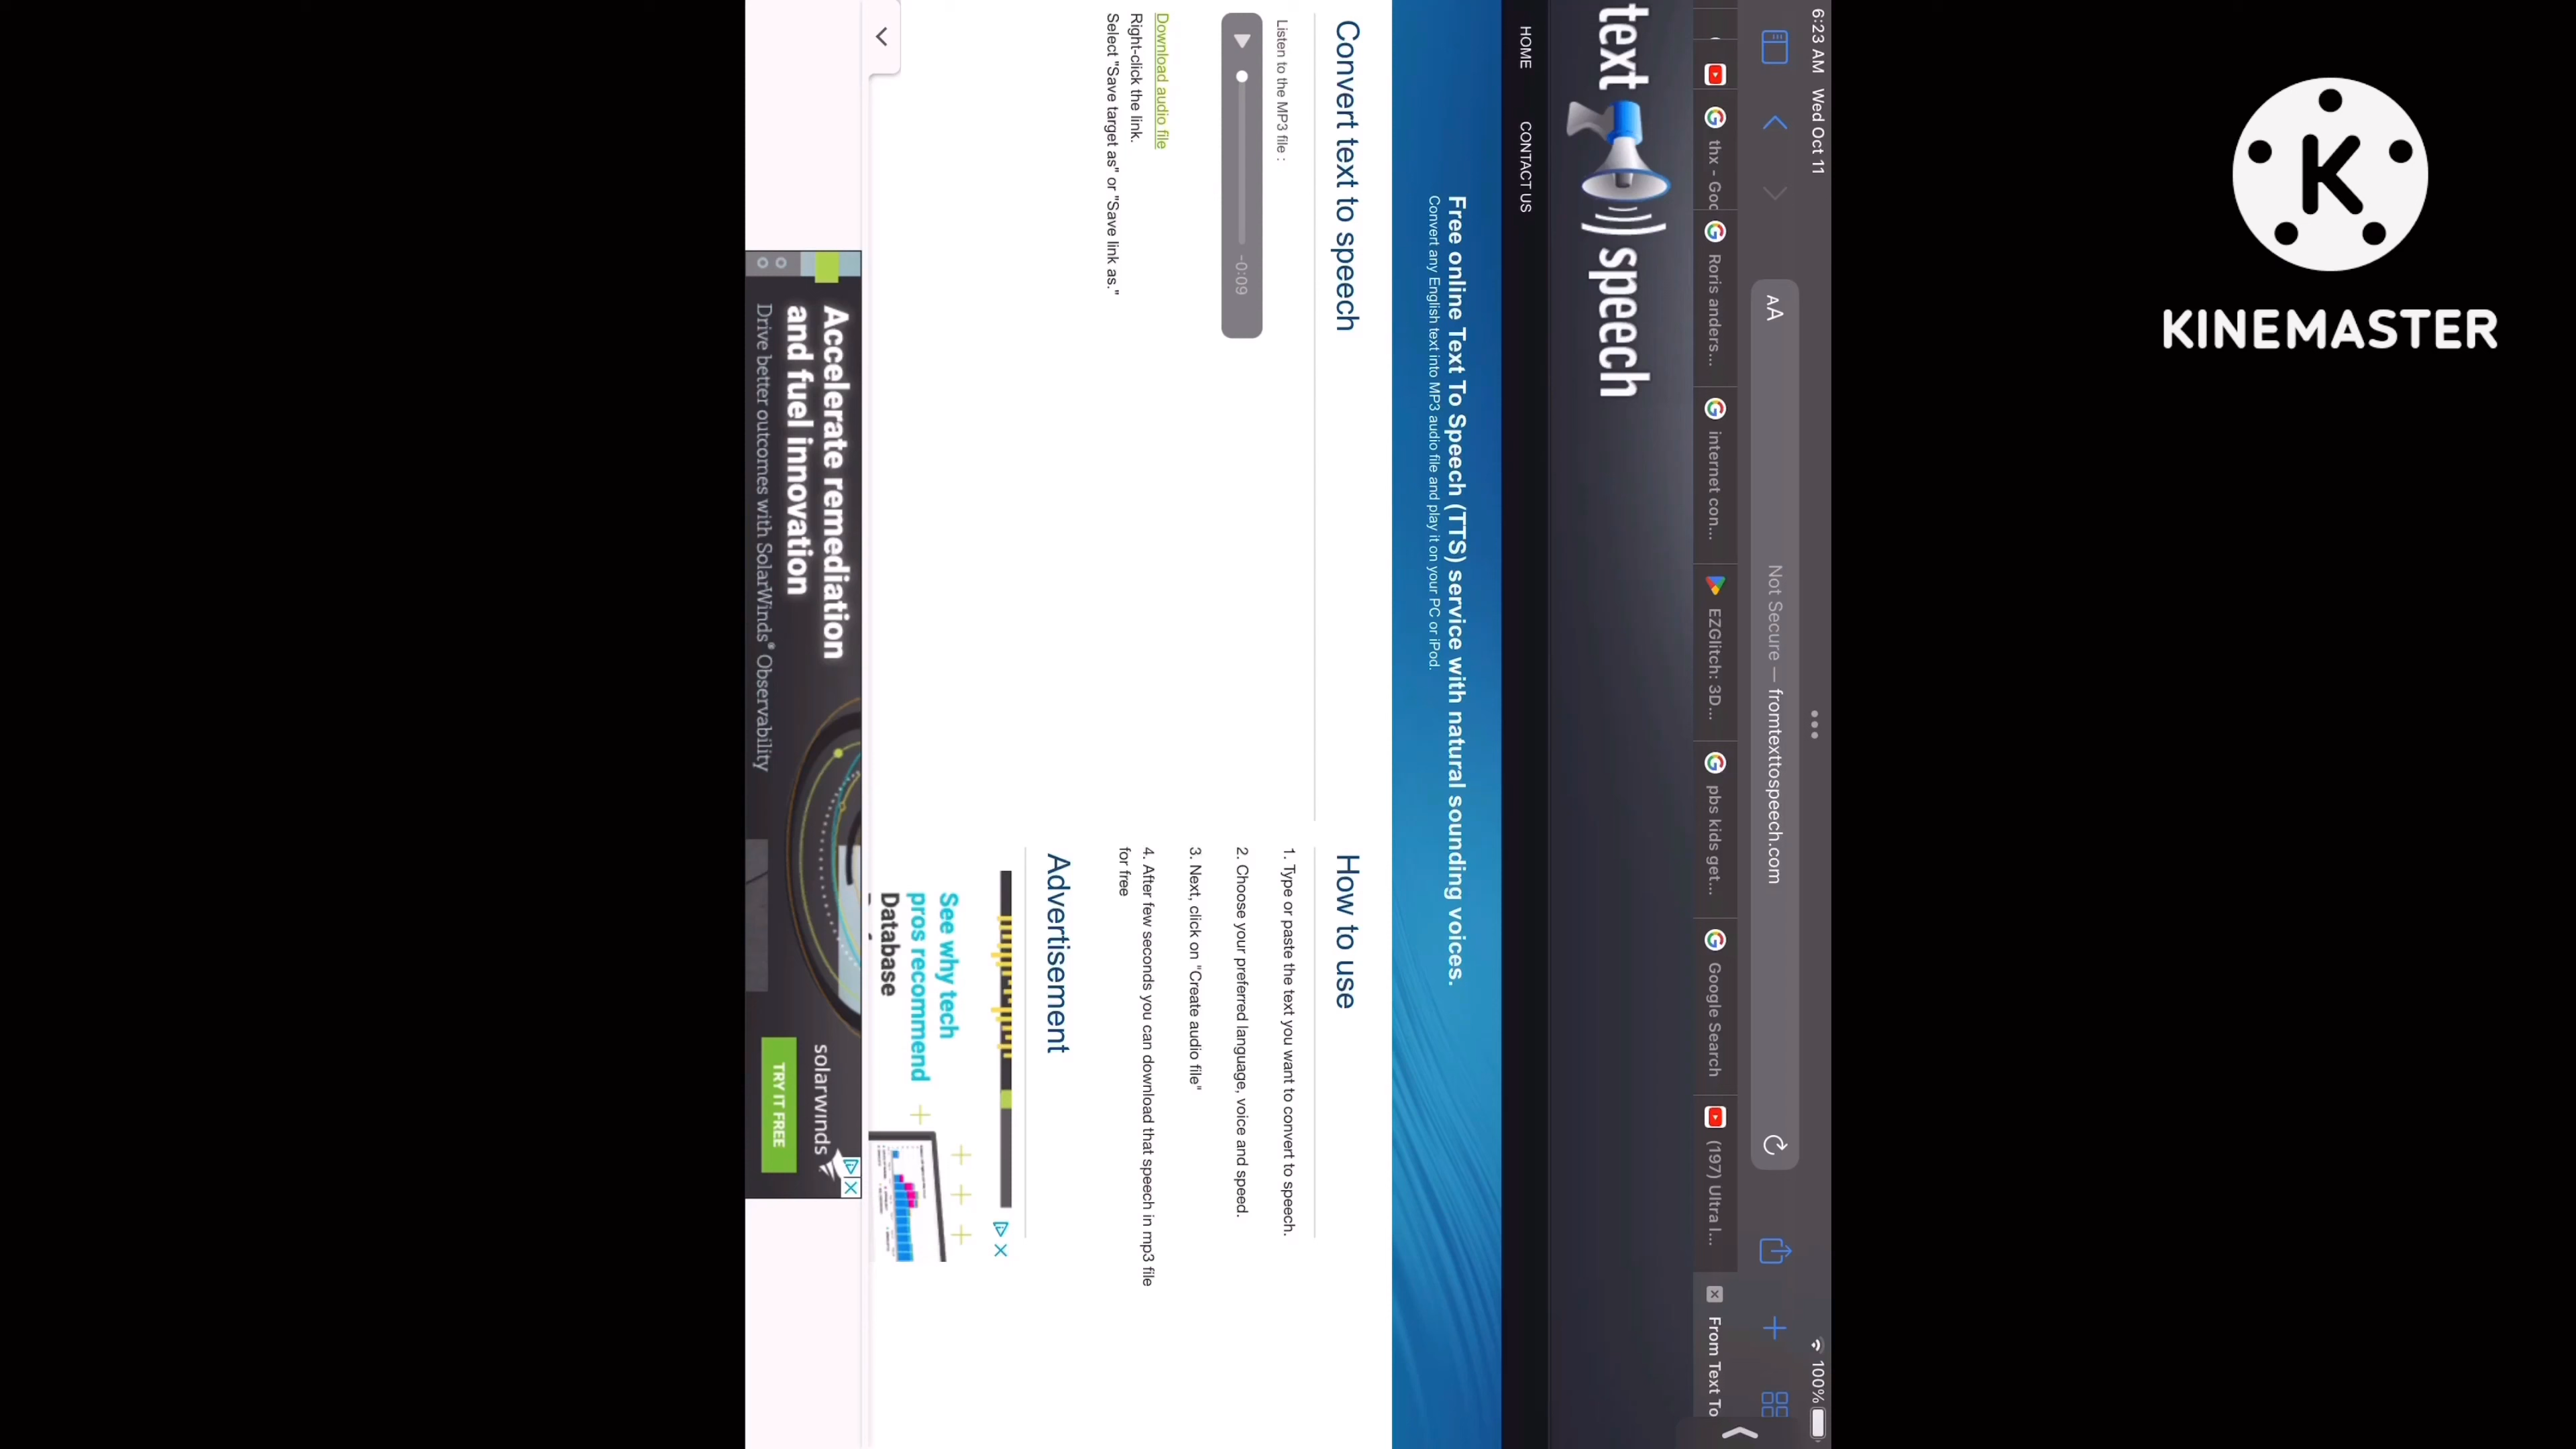 6:23 AM Wed Oct 11
100%
AA
Not Secure — fromtexttospeech.com
thx - Goo
Roris anders...
internet con...
EZGlitch: 3D...
pbs kids get...
Google Search
(197) Ultra I...
From Text To
text speech
HOME
CONTACT US
Free online Text To Speech (TTS) service with natural sounding voices.
Convert any English text into MP3 audio file and play it on your PC or iPod.
Convert text to speech
Listen to the MP3 file :
-0:09
Download audio file
Right-click the link.
Select "Save target as" or "Save link as."
How to use
1. Type or paste the text you want to convert to speech.
2. Choose your preferred language, voice and speed.
3. Next, click on "Create audio file"
4. After few seconds you can download that speech in mp3 file
for free
Advertisement
See why tech
pros recommend
Database
Accelerate remediation
and fuel innovation
Drive better outcomes with SolarWinds® Observability
solarwinds
TRY IT FREE
K
KINEMASTER